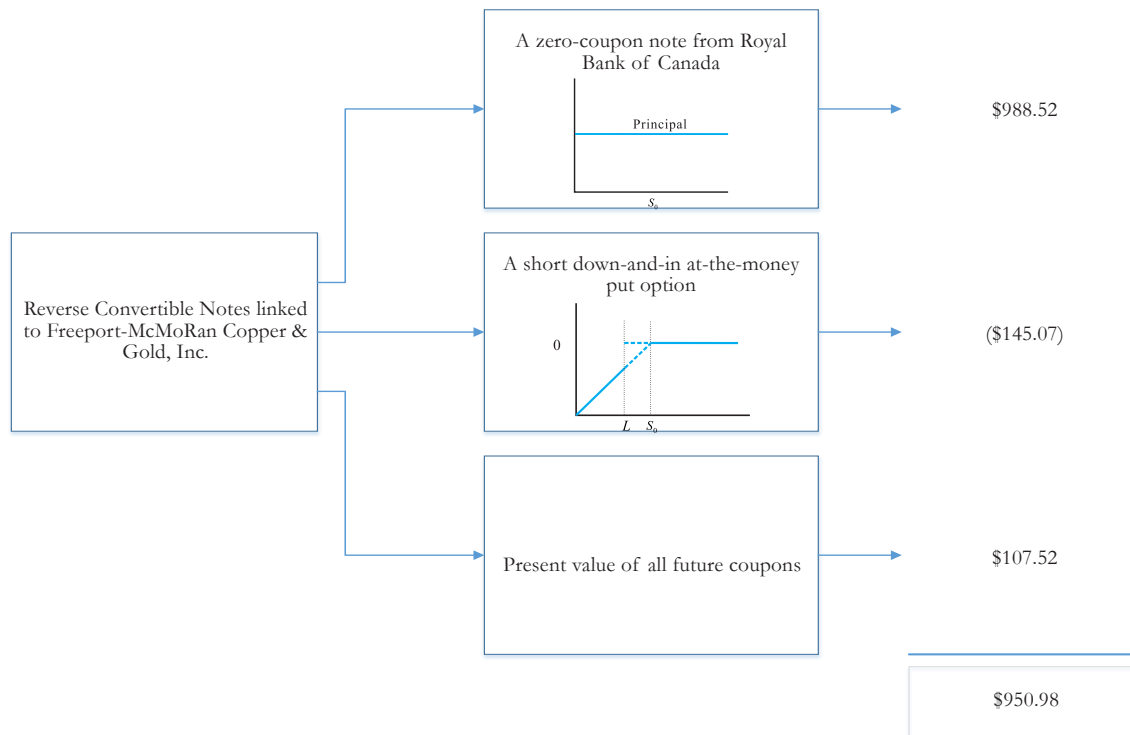 A zero-coupon note from Royal
Bank of Canada
Principal
S₀
$988.52
Reverse Convertible Notes linked
to Freeport-McMoRan Copper &
Gold, Inc.
A short down-and-in at-the-money
put option
0
L S₀
($145.07)
Present value of all future coupons
$107.52
$950.98